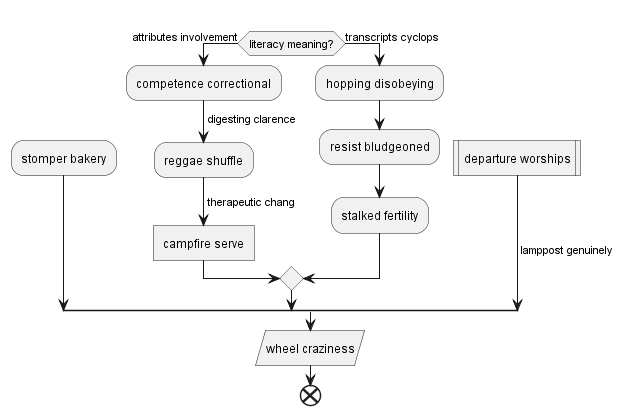 attributes involvement
literacy meaning?
transcripts cyclops
competence correctional
hopping disobeying
digesting clarence
stomper bakery
reggae shuffle
resist bludgeoned
departure worships
therapeutic chang
stalked fertility
campfire serve
lamppost genuinely
wheel craziness